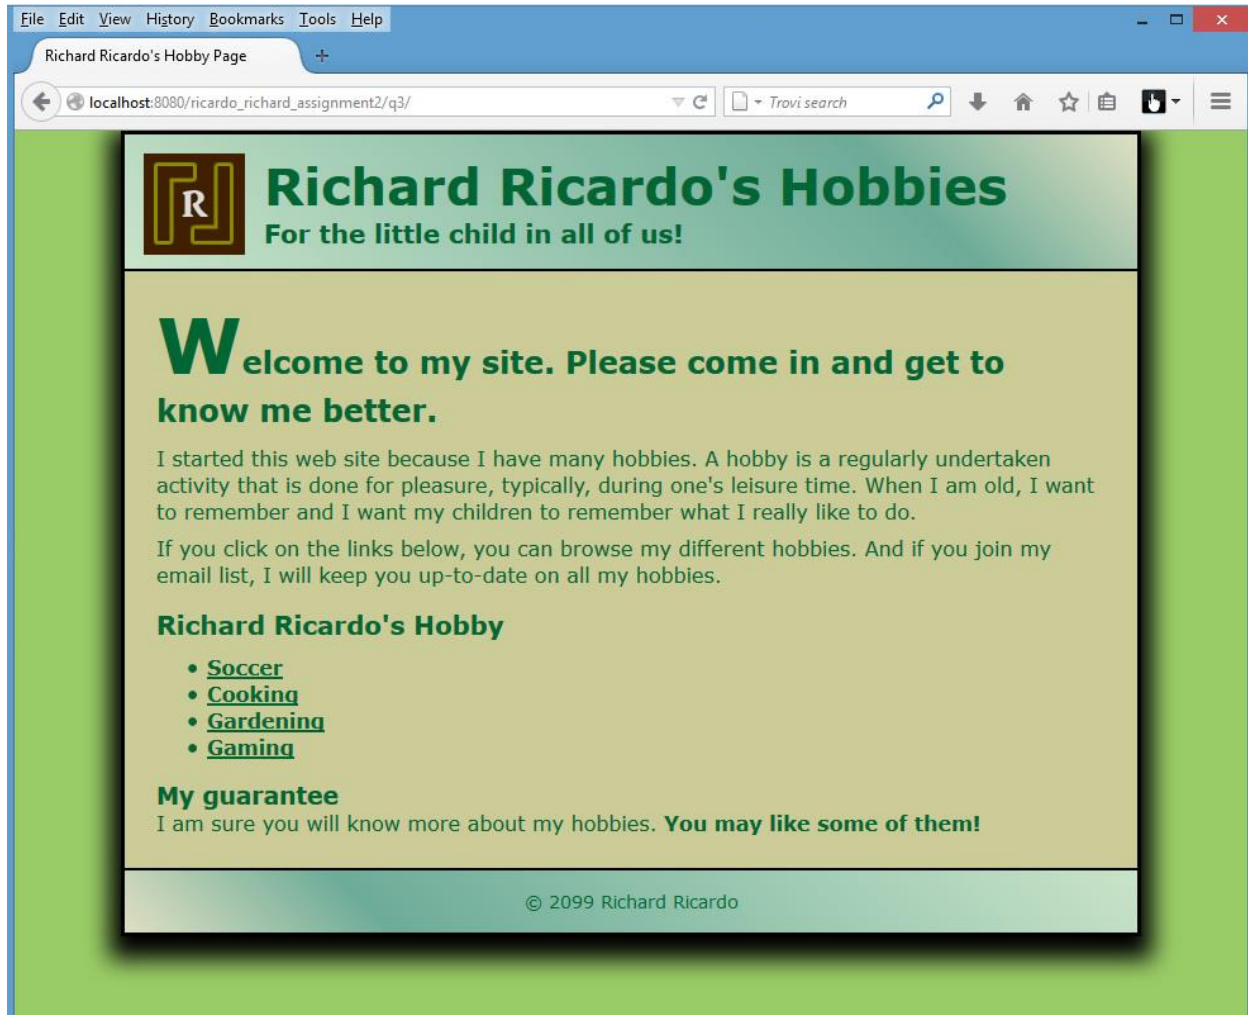 File Edit View History Bookmarks Tools Help
Richard Ricardo's Hobby Page
localhost:8080/ricardo_richard_assignment2/q3/
Trovi search
R
Richard Ricardo's Hobbies
For the little child in all of us!
Welcome to my site. Please come in and get to
know me better.
I started this web site because I have many hobbies. A hobby is a regularly undertaken
activity that is done for pleasure, typically, during one's leisure time. When I am old, I want
to remember and I want my children to remember what I really like to do.
If you click on the links below, you can browse my different hobbies. And if you join my
email list, I will keep you up-to-date on all my hobbies.
Richard Ricardo's Hobby
• Soccer
• Cooking
• Gardening
• Gaming
My guarantee
I am sure you will know more about my hobbies. You may like some of them!
© 2099 Richard Ricardo